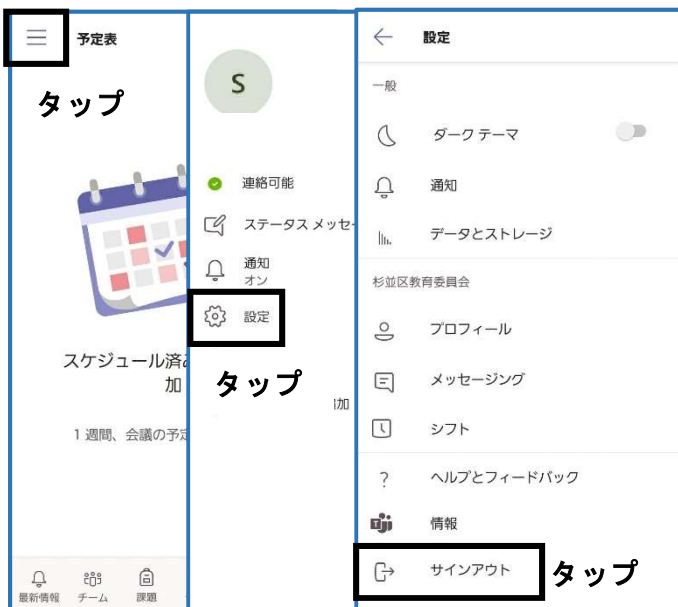 予定表
タップ
スケジュール済
加
1 週間、会議の予定
最新情報 チーム 課題
S
連絡可能
ステータス メッセー
通知
オン
設定
タップ
加
設定
一般
ダーク テーマ
通知
データとストレージ
杉並区教育委員会
プロフィール
メッセージング
シフト
? ヘルプとフィードバック
情報
サインアウト
タップ